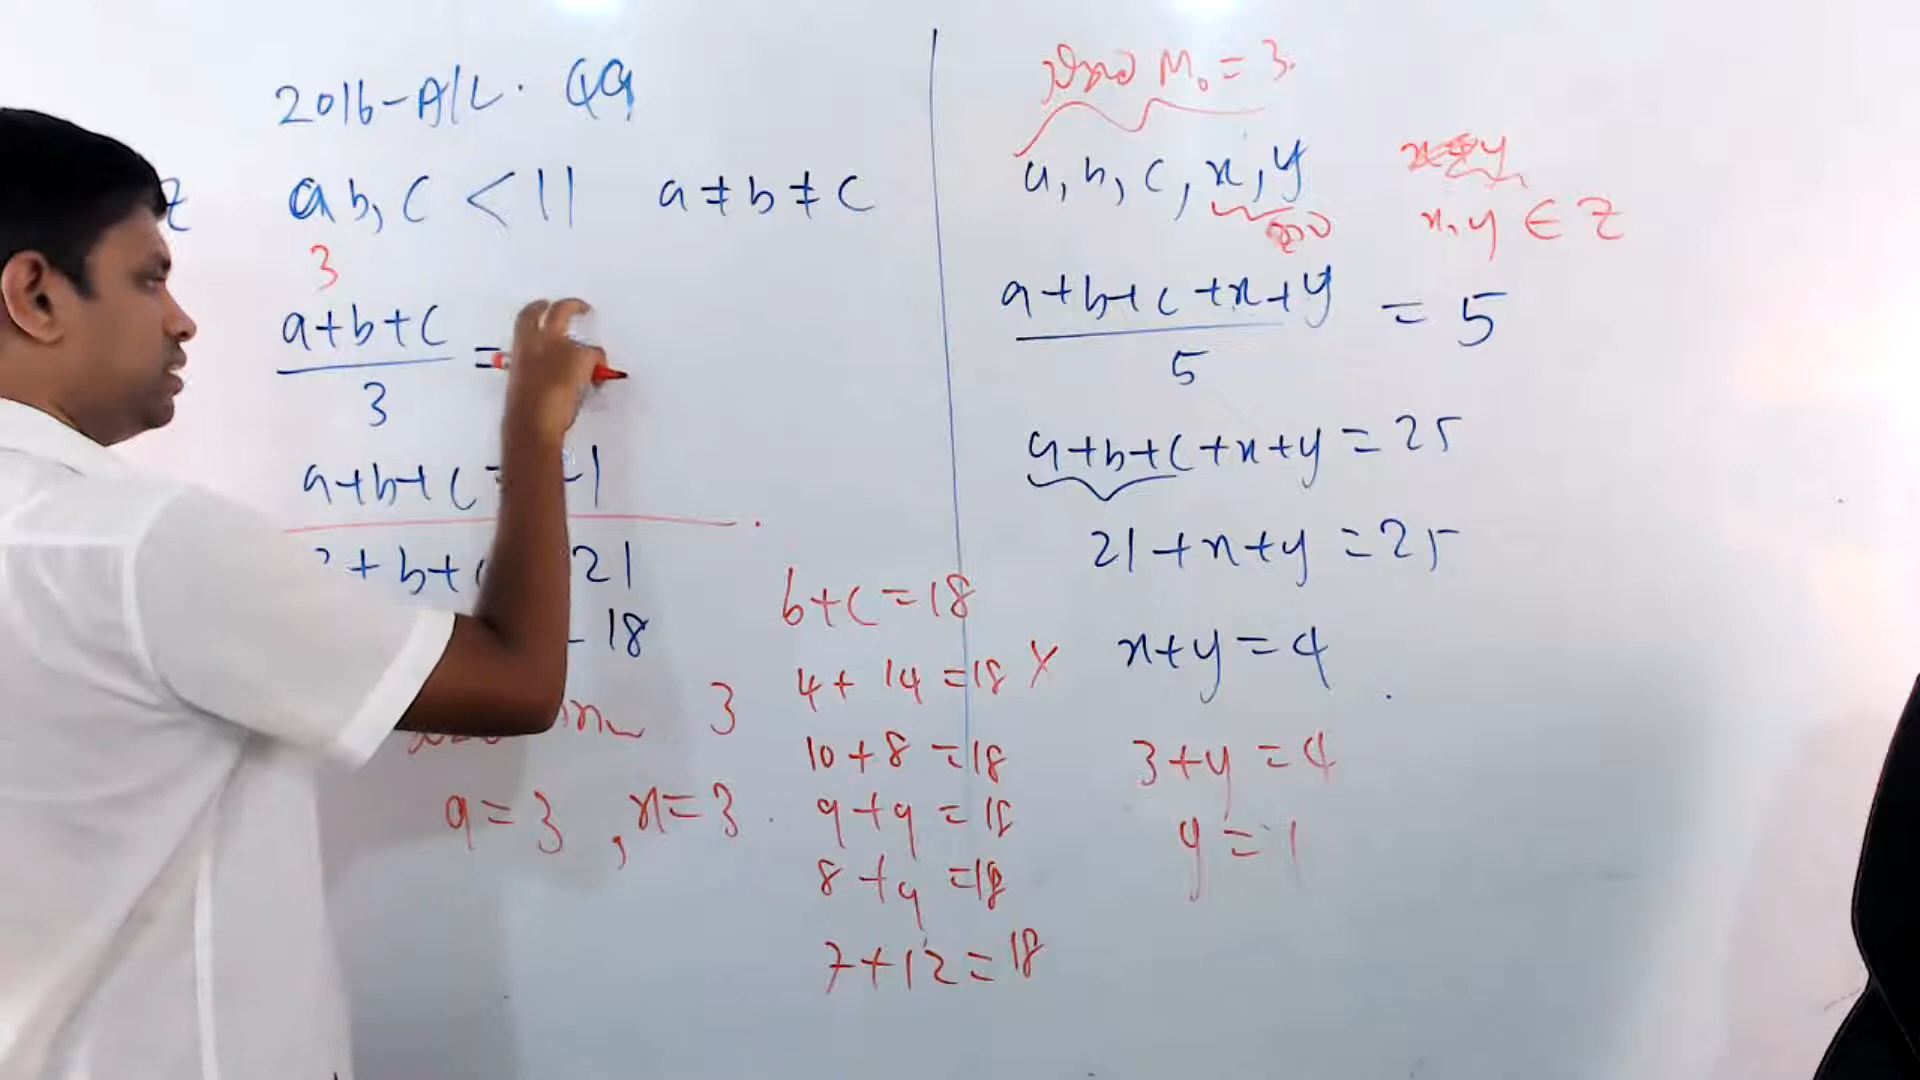 2016-A/L. Q9
a b, c < 11 a ≠ b ≠ c
3
a+b+c
3
=
a+b+c = 1
+ b+ 21
- 18
3
a = 3 , x = 3 .
b+c = 18
4 + 14 = 18 X
10 + 8 = 18
9 + 9 = 18
8 + 9 = 18
7 + 12 = 18
M₀ = 3.
a, b, c, x, y
x, y ∈ Z
a+b+c+x+y = 5
5
a+b+c+x+y = 25
21+x+y = 25
x+y = 4
3+y = 4
y = 1